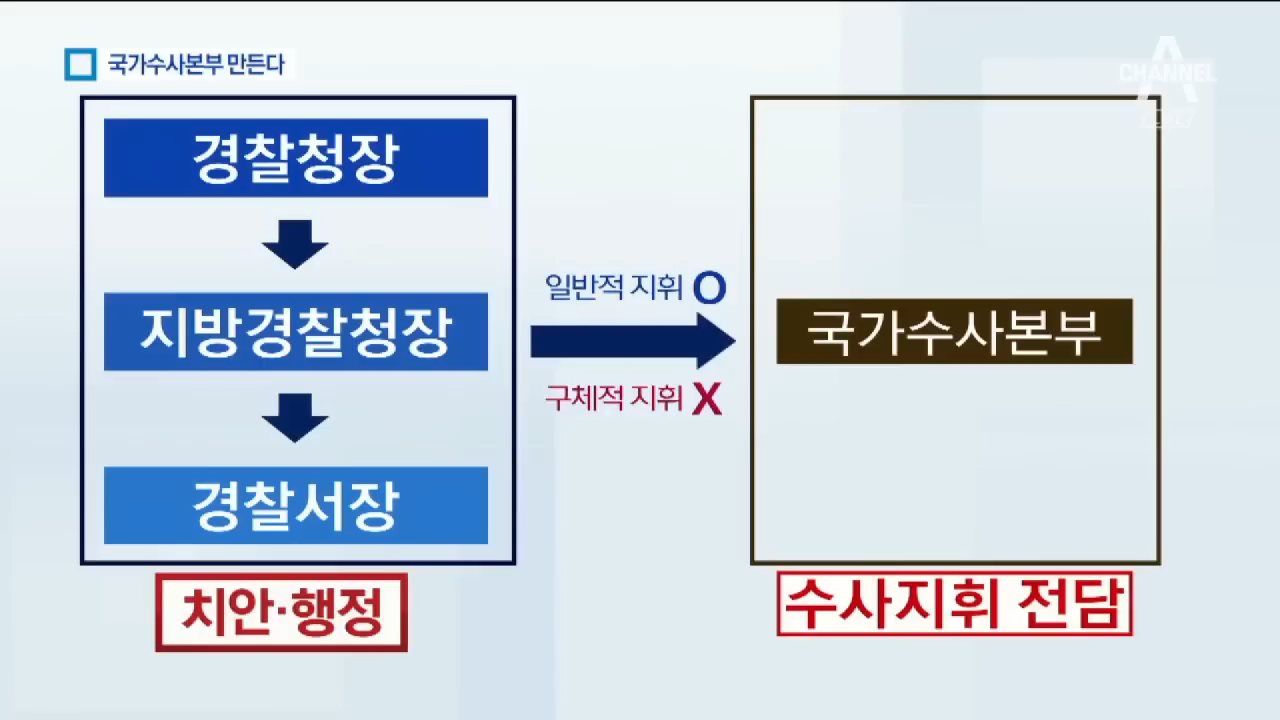 국가수사본부 만든다
CHANNEL A
경찰청장
지방경찰청장
경찰서장
치안·행정
일반적 지휘 O
구체적 지휘 X
국가수사본부
수사지휘 전담